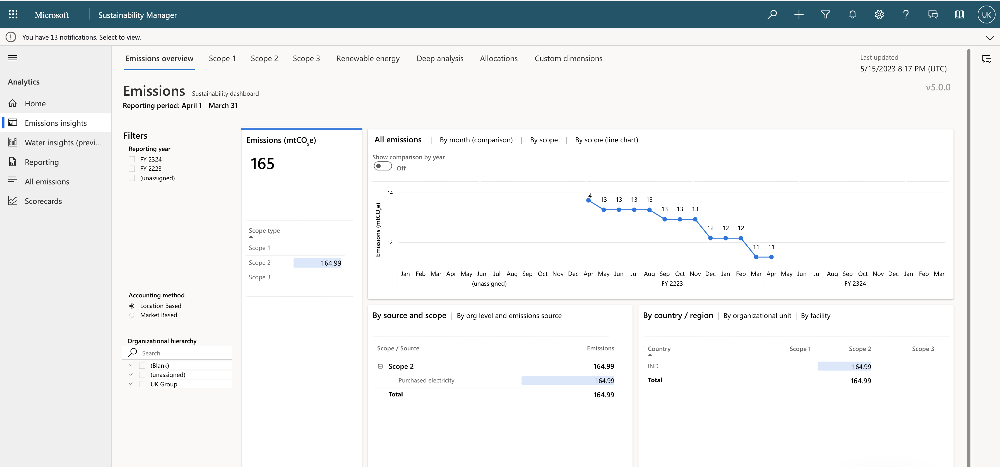 Microsoft
Sustainability Manager
UK
You have 13 notifications. Select to view.
Analytics
Home
Emissions insights
Water insights (previ...
Reporting
All emissions
Scorecards
Emissions overview
Scope 1
Scope 2
Scope 3
Renewable energy
Deep analysis
Allocations
Custom dimensions
Last updated
5/15/2023 8:17 PM (UTC)
v5.0.0
Emissions
Sustainability dashboard
Reporting period: April 1 - March 31
Filters
Reporting year
FY 2324
FY 2223
(unassigned)
Accounting method
Location Based
Market Based
Organizational hierarchy
Search
(Blank)
(unassigned)
UK Group
Emissions (mtCO2e)
165
Scope type
Scope 1
Scope 2 164.99
Scope 3
All emissions | By month (comparison) | By scope | By scope (line chart)
Show comparison by year
Off
Emissions (mtCO2e)
14
12
14 13 13 13 13 13 13 13 12 12 12 11 11
Jan Feb Mar Apr May Jun Jul Aug Sep Oct Nov Dec Apr May Jun Jul Aug Sep Oct Nov Dec Jan Feb Mar Apr May Jun Jul Aug Sep Oct Nov Dec Jan Feb Mar
(unassigned) FY 2223 FY 2324
By source and scope | By org level and emissions source
Scope / Source Emissions
Scope 2 164.99
Purchased electricity 164.99
Total 164.99
By country / region | By organizational unit | By facility
Country Scope 1 Scope 2 Scope 3
IND 164.99
Total 164.99